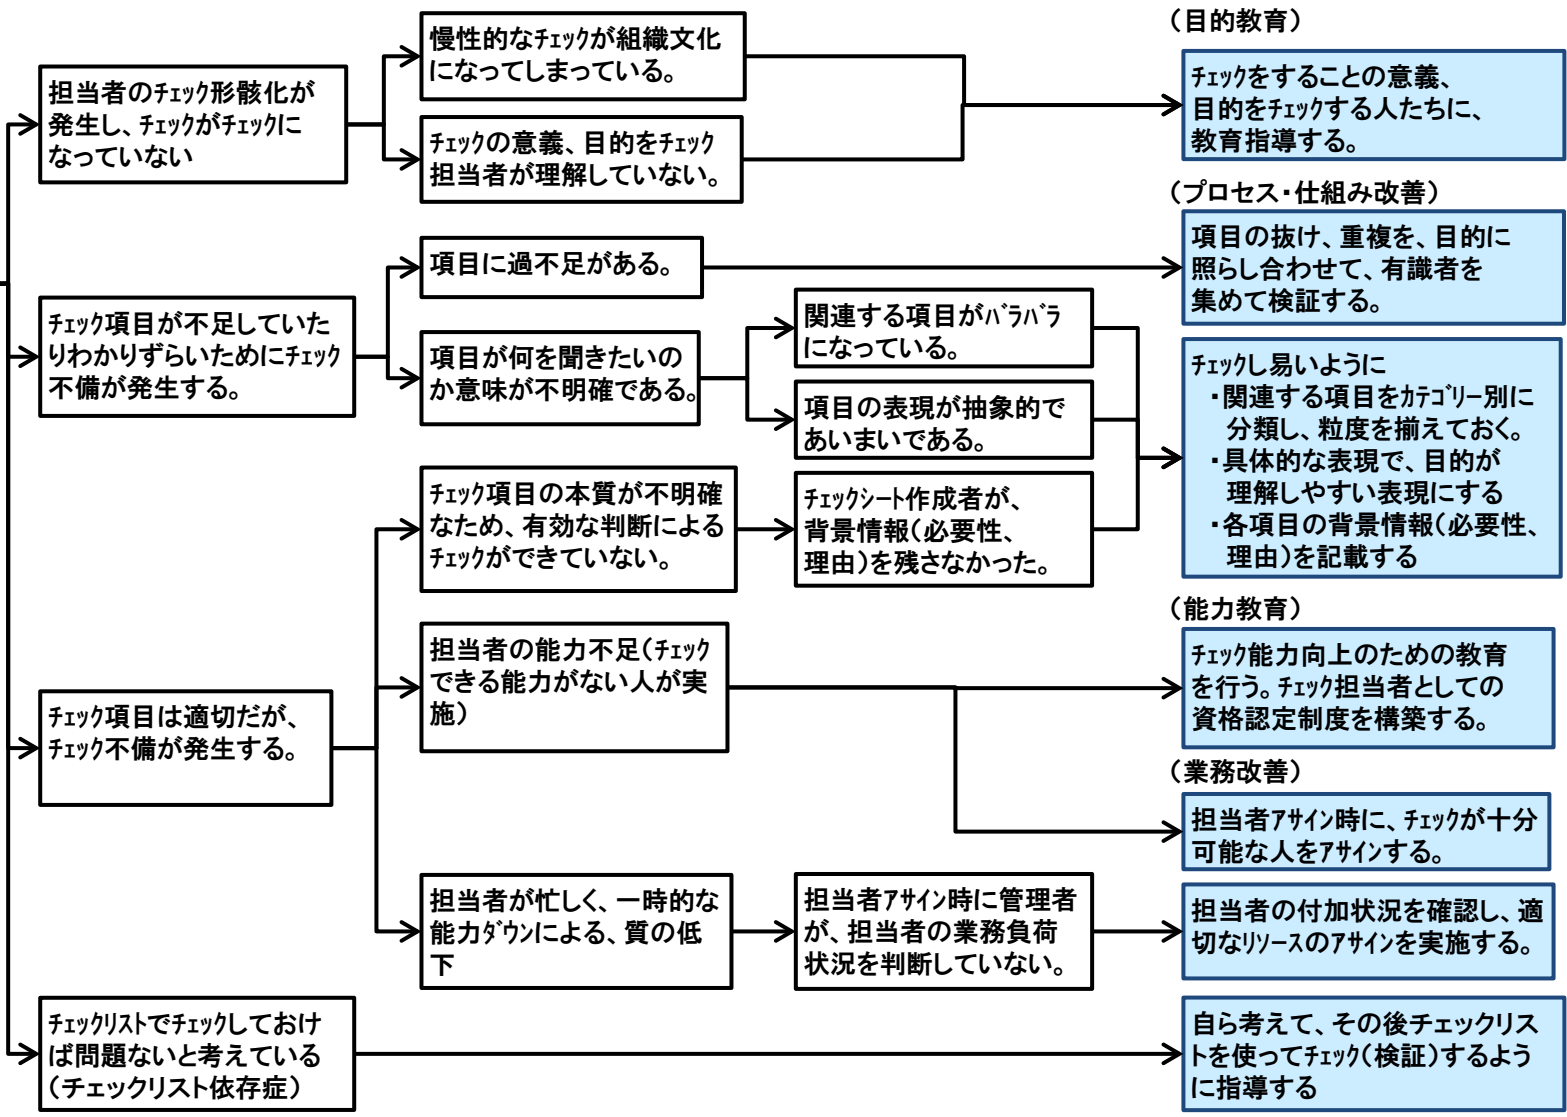 担当者のﾁｪｯｸ形骸化が
発生し、ﾁｪｯｸがﾁｪｯｸに
なっていない
慢性的なﾁｪｯｸが組織文化
になってしまっている。
ﾁｪｯｸの意義、目的をﾁｪｯｸ
担当者が理解していない。
（目的教育）
ﾁｪｯｸをすることの意義、
目的をﾁｪｯｸする人たちに、
教育指導する。
ﾁｪｯｸ項目が不足していた
りわかりずらいためにﾁｪｯｸ
不備が発生する。
項目に過不足がある。
（プロセス・仕組み改善）
項目の抜け、重複を、目的に
照らし合わせて、有識者を
集めて検証する。
項目が何を聞きたいの
か意味が不明確である。
関連する項目がﾊﾞﾗﾊﾞﾗ
になっている。
項目の表現が抽象的で
あいまいである。
ﾁｪｯｸし易いように
・関連する項目をｶﾃｺﾞﾘｰ別に
分類し、粒度を揃えておく。
・具体的な表現で、目的が
理解しやすい表現にする
・各項目の背景情報（必要性、
理由）を記載する
ﾁｪｯｸ項目は適切だが、
ﾁｪｯｸ不備が発生する。
ﾁｪｯｸ項目の本質が不明確
なため、有効な判断による
ﾁｪｯｸができていない。
ﾁｪｯｸｼｰﾄ作成者が、
背景情報（必要性、
理由）を残さなかった。
担当者の能力不足（ﾁｪｯｸ
できる能力がない人が実
施）
（能力教育）
ﾁｪｯｸ能力向上のための教育
を行う。ﾁｪｯｸ担当者としての
資格認定制度を構築する。
（業務改善）
担当者ｱｻｲﾝ時に、ﾁｪｯｸが十分
可能な人をｱｻｲﾝする。
担当者が忙しく、一時的な
能力ﾀﾞｳﾝによる、質の低
下
担当者ｱｻｲﾝ時に管理者
が、担当者の業務負荷
状況を判断していない。
担当者の付加状況を確認し、適
切なﾘｿｰｽのｱｻｲﾝを実施する。
ﾁｪｯｸﾘｽﾄでﾁｪｯｸしておけ
ば問題ないと考えている
（チェックリスト依存症）
自ら考えて、その後チェックリス
トを使ってチェック（検証）するよう
に指導する